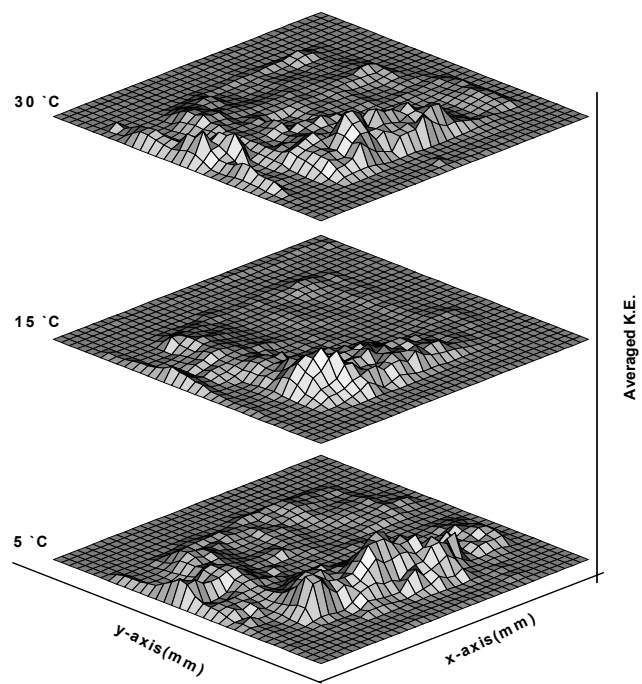 30 `C
15 `C
Averaged K.E.
5 `C
y-axis(mm)
x-axis(mm)